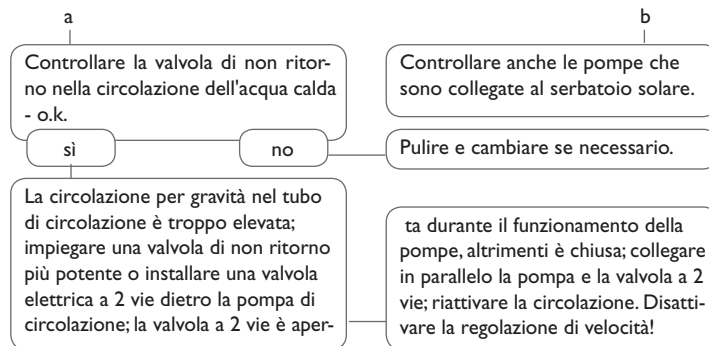 a
b
Controllare la valvola di non ritor-
no nella circolazione dell'acqua calda
- o.k.
Controllare anche le pompe che
sono collegate al serbatoio solare.
sì
no
Pulire e cambiare se necessario.
La circolazione per gravità nel tubo
di circolazione è troppo elevata;
impiegare una valvola di non ritorno
più potente o installare una valvola
elettrica a 2 vie dietro la pompa di
circolazione; la valvola a 2 vie è aper-
ta durante il funzionamento della
pompe, altrimenti è chiusa; collegare
in parallelo la pompa e la valvola a 2
vie; riattivare la circolazione. Disatti-
vare la regolazione di velocità!